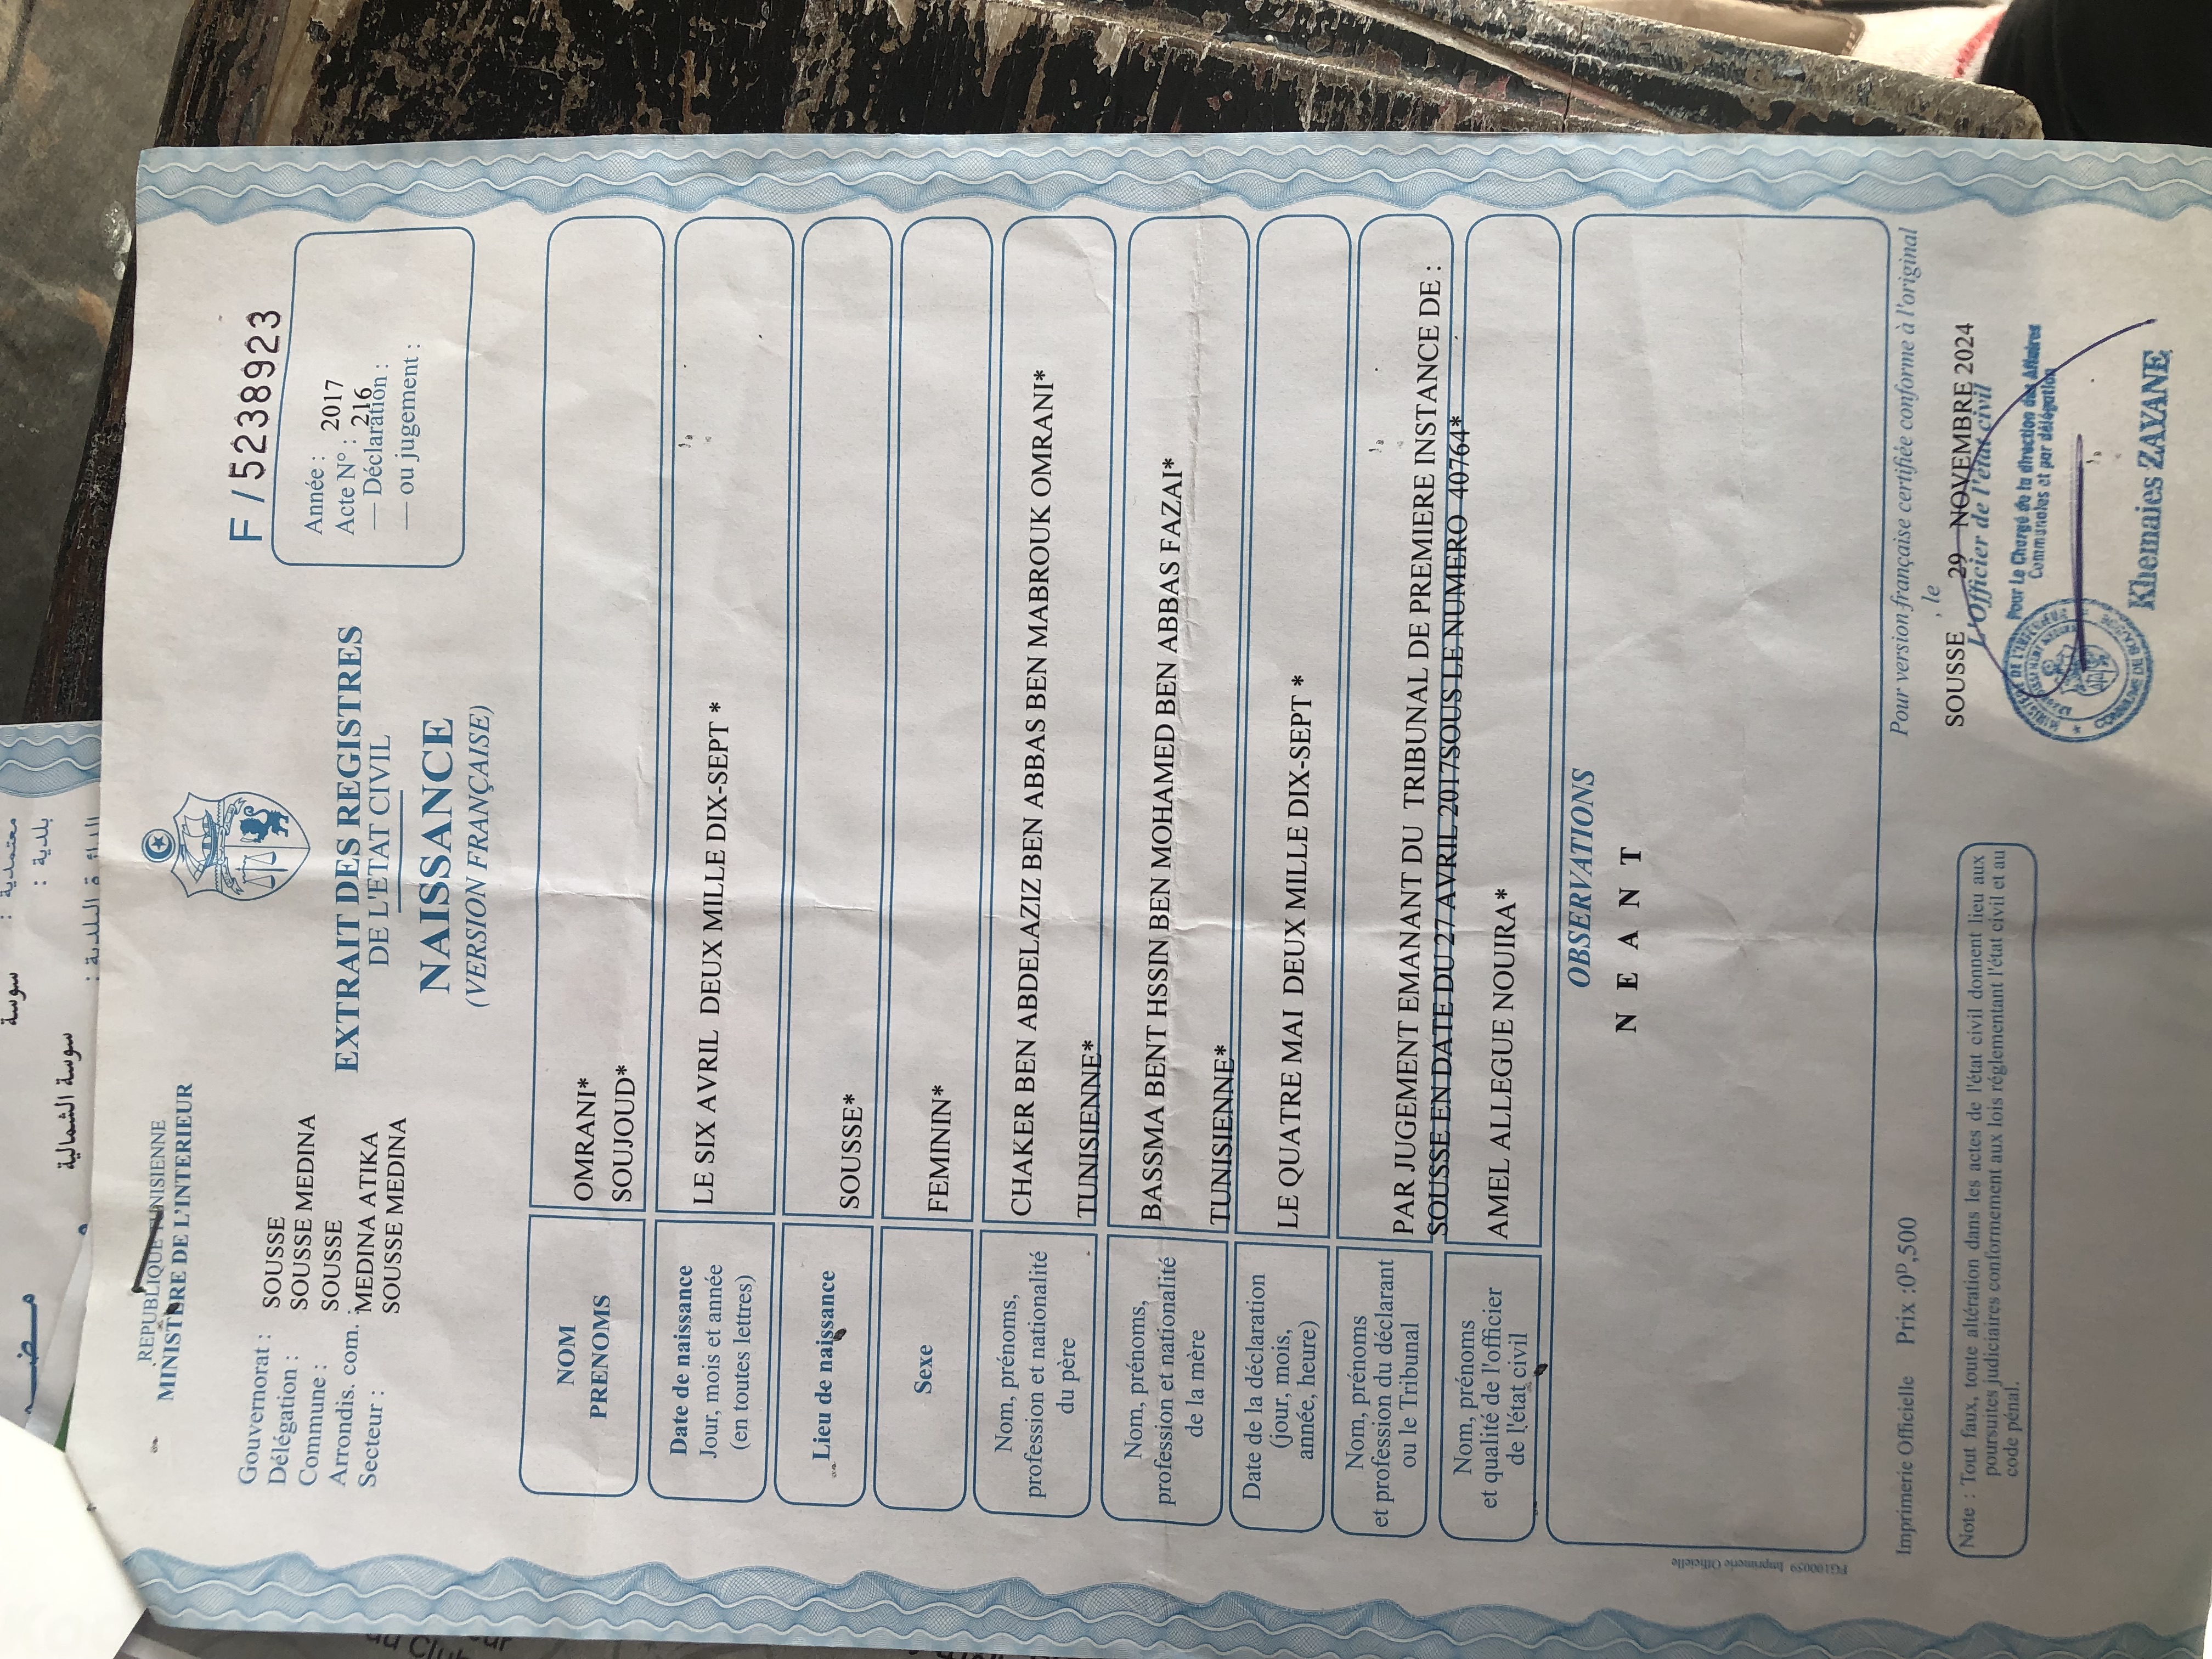 REPUBLIQUE TUNISIENNE
MINISTERE DE L'INTERIEUR
Gouvernorat : SOUSSE
Délégation : SOUSSE MEDINA
Commune : SOUSSE
Arrondis. com. : MEDINA ATIKA
Secteur : SOUSSE MEDINA
EXTRAIT DES REGISTRES
DE L'ETAT CIVIL
NAISSANCE
(VERSION FRANÇAISE)
F / 5238923
Année : 2017
Acte N° : 216
— Déclaration :
— ou jugement :
NOM
PRENOMS
OMRANI*
SOUJOUD*
Date de naissance
Jour, mois et année
(en toutes lettres)
LE SIX AVRIL DEUX MILLE DIX-SEPT *
Lieu de naissance
SOUSSE*
Sexe
FEMININ*
Nom, prénoms,
profession et nationalité
du père
CHAKER BEN ABDELAZIZ BEN ABBAS BEN MABROUK OMRANI*
TUNISIENNE*
Nom, prénoms,
profession et nationalité
de la mère
BASSMA BENT HSSIN BEN MOHAMED BEN ABBAS FAZAI*
TUNISIENNE*
Date de la déclaration
(jour, mois,
année, heure)
LE QUATRE MAI DEUX MILLE DIX-SEPT *
Nom, prénoms
et profession du déclarant
ou le Tribunal
PAR JUGEMENT EMANANT DU TRIBUNAL DE PREMIERE INSTANCE DE :
SOUSSE EN DATE DU 27 AVRIL 2017SOUS LE NUMERO 40764*
Nom, prénoms
et qualité de l'officier
de l'état civil
AMEL ALLEGUE NOUIRA*
OBSERVATIONS
N E A N T
PG100059 Imprimerie Officielle
Imprimerie Officielle Prix :0ᴰ,500
Pour version française certifiée conforme à l'original
SOUSSE , le 29 NOVEMBRE 2024
L'Officier de l'état civil
Pour Le Chargé de la direction des Affaires
Communales et par délégation
Khemaies ZAYANE
Note : Tout faux, toute altération dans les actes de l'état civil donnent lieu aux
poursuites judiciaires conformement aux lois réglementant l'état civil et au
code pénal.
معتمدية : سوسة
بلدية :
الدائرة البلدية : سوسة الشمالية
du Club